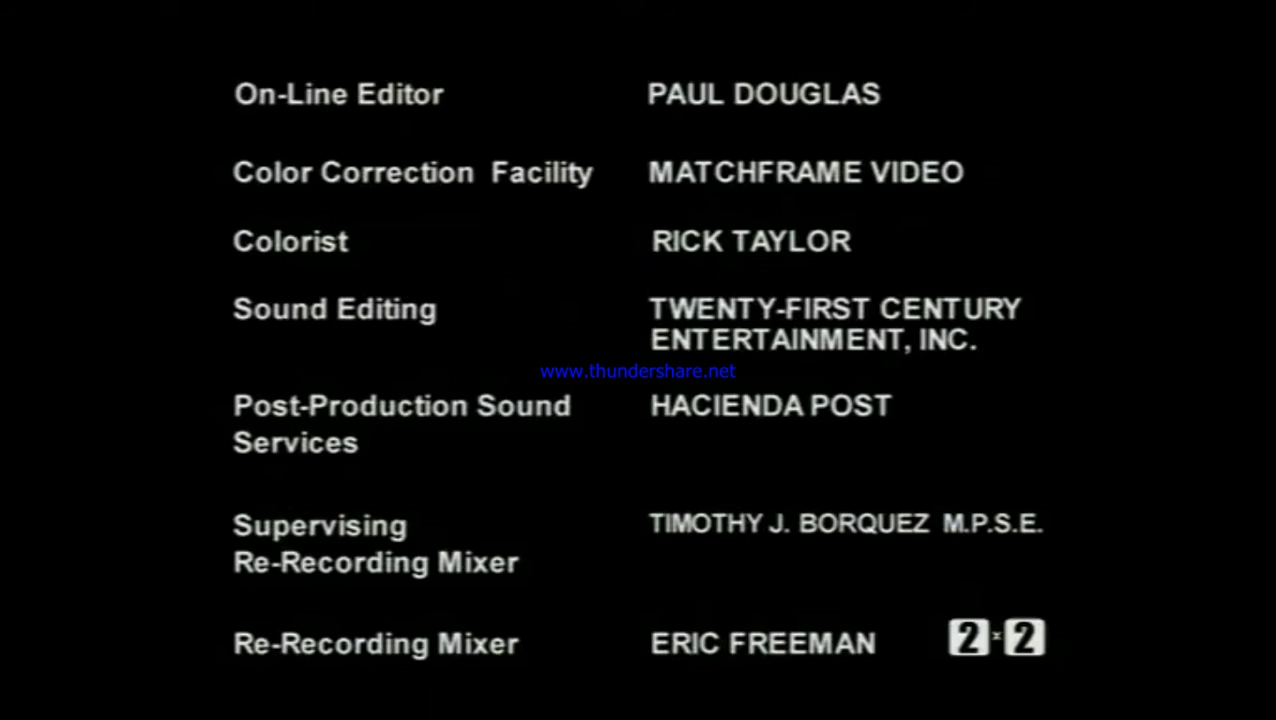 On-Line Editor PAUL DOUGLAS
Color Correction Facility MATCHFRAME VIDEO
Colorist RICK TAYLOR
Sound Editing TWENTY-FIRST CENTURY
ENTERTAINMENT, INC.
www.thundershare.net
Post-Production Sound HACIENDA POST
Services
Supervising TIMOTHY J. BORQUEZ M.P.S.E.
Re-Recording Mixer
Re-Recording Mixer ERIC FREEMAN 2x2